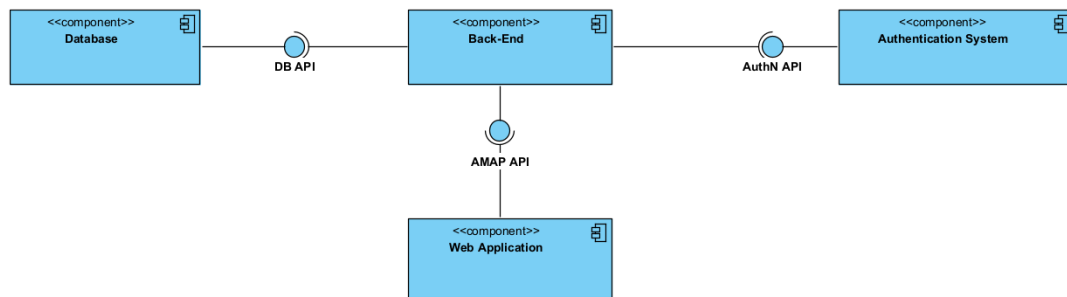 <<component>>
Database
<<component>>
Back-End
<<component>>
Authentication System
DB API
AuthN API
AMAP API
<<component>>
Web Application